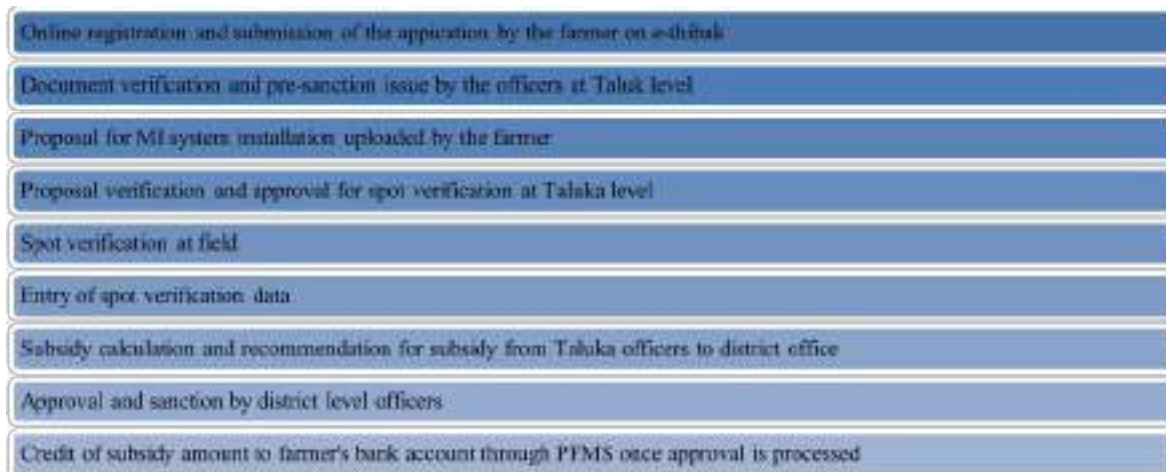 Online registration and submission of the appication by the farmer on e-thibak
Document verification and pre-sanction issue by the officers at Taluk level
Proposal for MI system installation uploaded by the farmer
Proposal verification and approval for spot verification at Taluka level
Spot verification at field
Entry of spot verification data
Subsidy calculation and recommendation for subsidy from Taluka officers to district office
Approval and sanction by district level officers
Credit of subsidy amount to farmer's bank account through PFMS once approval is processed